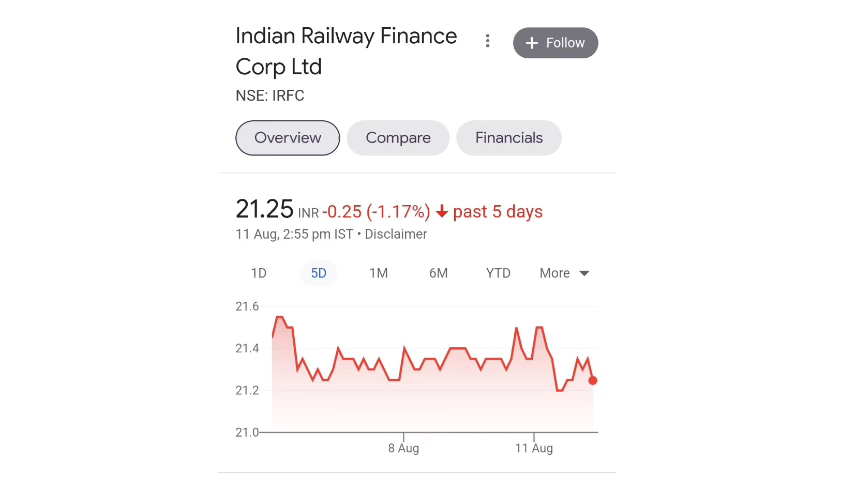 Indian Railway Finance
Corp Ltd
+ Follow
NSE: IRFC
Overview Compare Financials
21.25 INR -0.25 (-1.17%) ↓ past 5 days
11 Aug, 2:55 pm IST • Disclaimer
1D 5D 1M 6M YTD More
21.6
21.4
21.2
21.0
8 Aug 11 Aug